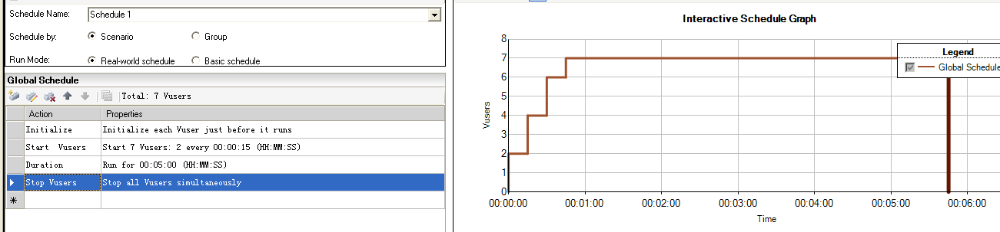 Schedule Name: Schedule 1
Schedule by: Scenario Group
Run Mode: Real-world schedule Basic schedule
Global Schedule
Total: 7 Vusers
Action Properties
Initialize Initialize each Vuser just before it runs
Start Vusers Start 7 Vusers: 2 every 00:00:15 (HH:MM:SS)
Duration Run for 00:05:00 (HH:MM:SS)
Stop Vusers Stop all Vusers simultaneously
Interactive Schedule Graph
Vusers
8
7
6
5
4
3
2
1
0
00:00:00 00:01:00 00:02:00 00:03:00 00:04:00 00:05:00 00:06:00
Time
Legend
Global Schedule